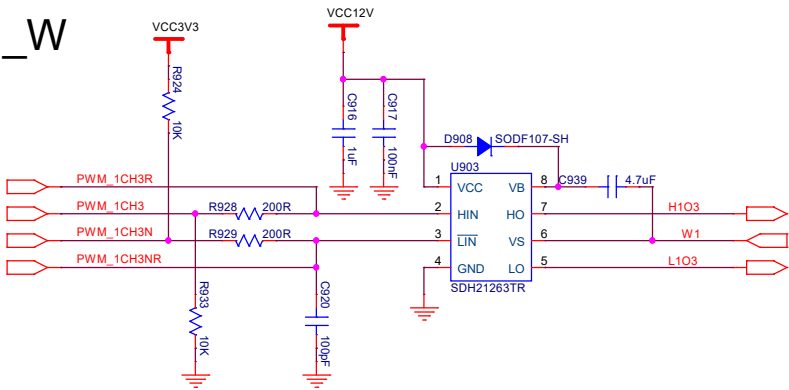 _W
VCC3V3
VCC12V
R924
10K
C916
1uF
C917
100nF
D908
SODF107-SH
U903
C939
4.7uF
PWM_1CH3R
PWM_1CH3
R928
200R
PWM_1CH3N
R929
200R
PWM_1CH3NR
1
VCC
VB
8
2
HIN
HO
7
H1O3
3
LIN
VS
6
W1
4
GND
LO
5
L1O3
SDH21263TR
R933
10K
C920
100pF